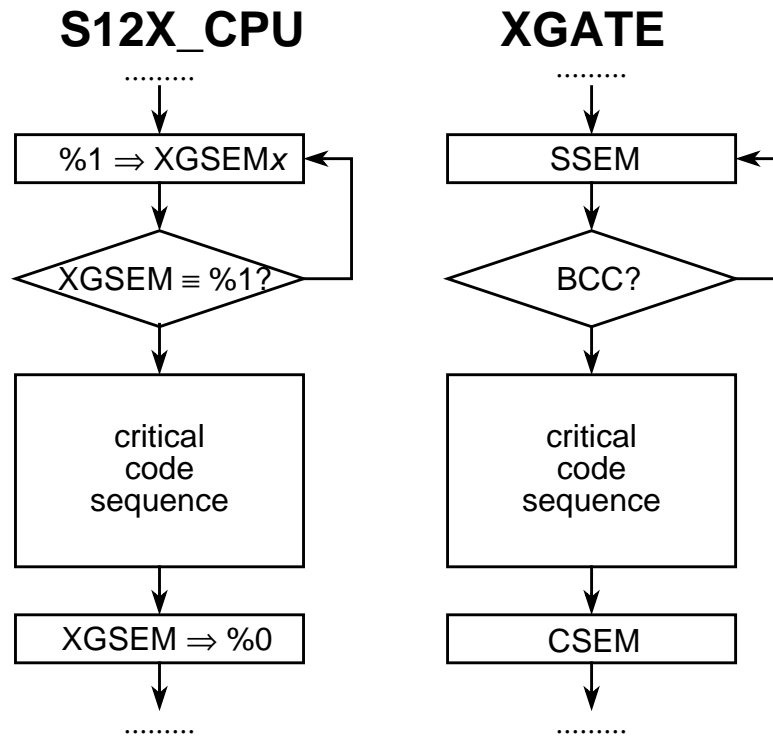 S12X_CPU
.........
%1 ⇒ XGSEMx
XGSEM ≡ %1?
critical
code
sequence
XGSEM ⇒ %0
.........
XGATE
.........
SSEM
BCC?
critical
code
sequence
CSEM
.........